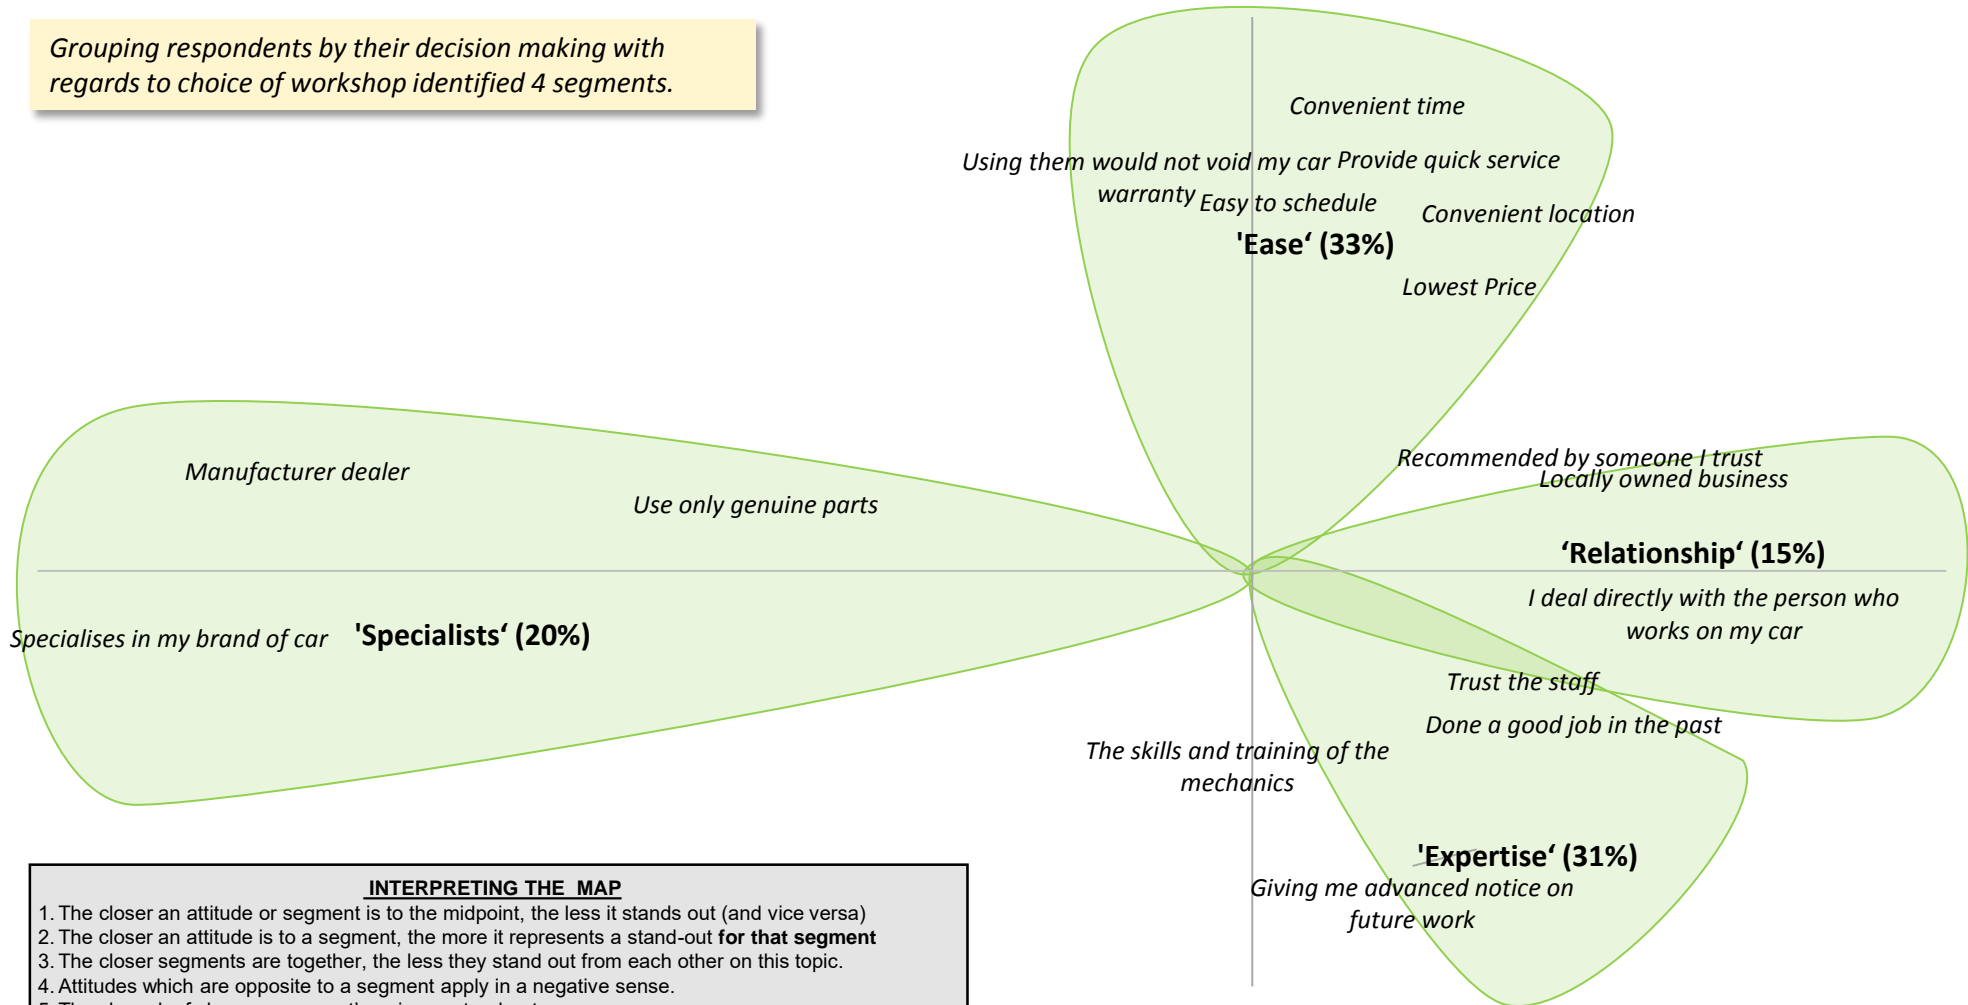 Grouping respondents by their decision making with
regards to choice of workshop identified 4 segments.
Convenient time
Using them would not void my car
warranty
Provide quick service
Easy to schedule
Convenient location
'Ease‘ (33%)
Lowest Price
Manufacturer dealer
Use only genuine parts
Recommended by someone I trust
Locally owned business
‘Relationship‘ (15%)
I deal directly with the person who
works on my car
Specialises in my brand of car
'Specialists‘ (20%)
Trust the staff
Done a good job in the past
The skills and training of the
mechanics
'Expertise‘ (31%)
Giving me advanced notice on
future work
INTERPRETING THE MAP
1. The closer an attitude or segment is to the midpoint, the less it stands out (and vice versa)
2. The closer an attitude is to a segment, the more it represents a stand-out for that segment
3. The closer segments are together, the less they stand out from each other on this topic.
4. Attitudes which are opposite to a segment apply in a negative sense.